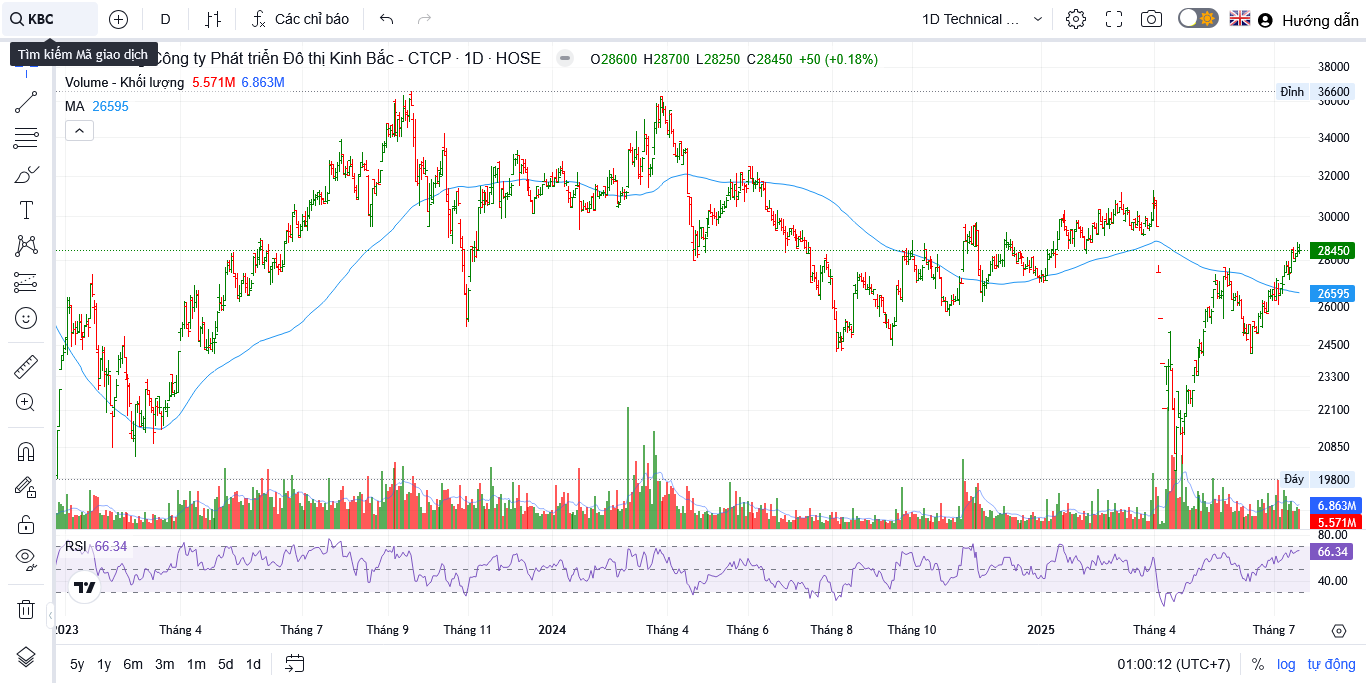 KBC
D
Các chỉ báo
1D Technical ...
Hướng dẫn
Tìm kiếm Mã giao dịch
Công ty Phát triển Đô thị Kinh Bắc - CTCP · 1D · HOSE
O28600 H28700 L28250 C28450 +50 (+0.18%)
Volume - Khối lượng 5.571M 6.863M
MA 26595
38000
Đỉnh 36600
36000
34000
32000
30000
28450
28000
26595
26000
24500
23300
22100
20850
Đáy 19800
6.863M
5.571M
80.00
RSI 66.34
66.34
40.00
2023 Tháng 4 Tháng 7 Tháng 9 Tháng 11 2024 Tháng 4 Tháng 6 Tháng 8 Tháng 10 2025 Tháng 4 Tháng 7
5y 1y 6m 3m 1m 5d 1d
01:00:12 (UTC+7) % log tự động